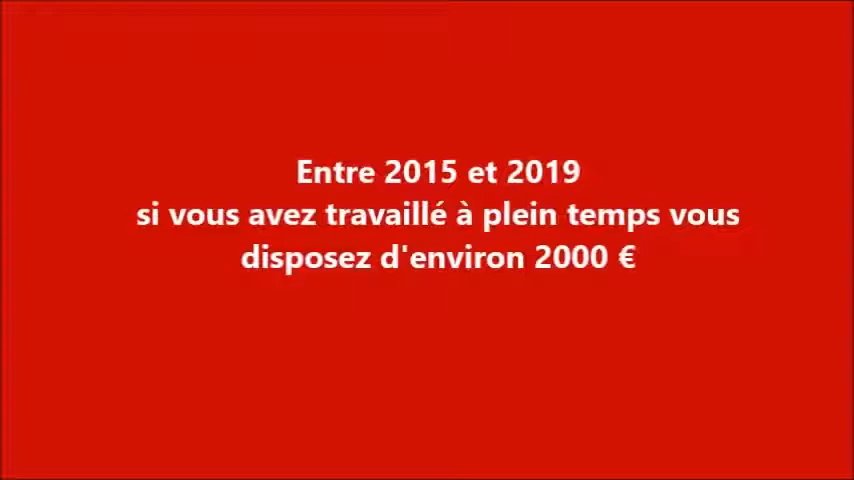 Entre 2015 et 2019
si vous avez travaillé à plein temps vous
disposez d'environ 2000 €